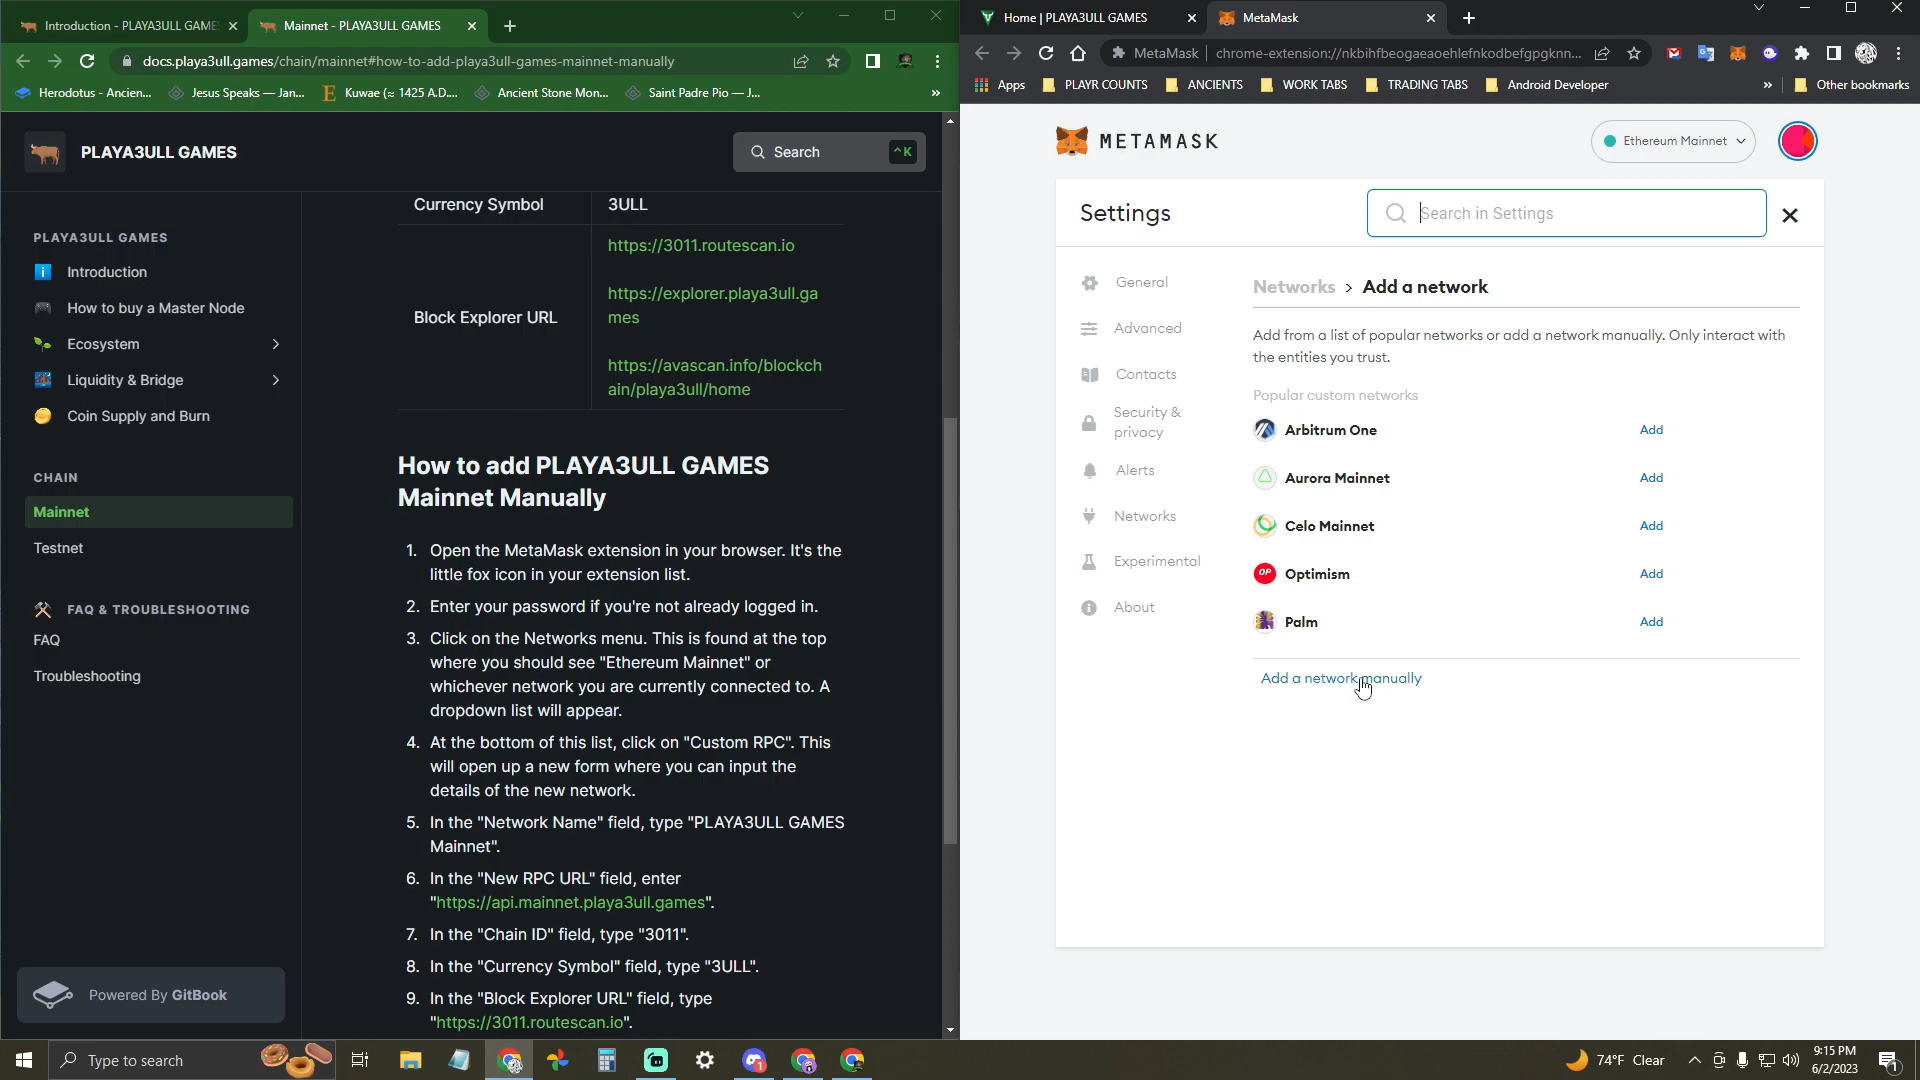 Introduction - PLAYA3ULL GAME
Mainnet - PLAYA3ULL GAMES
docs.playa3ull.games/chain/mainnet#how-to-add-playa3ull-games-mainnet-manually
Herodotus - Ancien...
Jesus Speaks — Jan...
Kuwae (≈ 1425 A.D....
Ancient Stone Mon...
Saint Padre Pio — J...
»
PLAYA3ULL GAMES
Search
^K
PLAYA3ULL GAMES
Introduction
How to buy a Master Node
Ecosystem
Liquidity & Bridge
Coin Supply and Burn
CHAIN
Mainnet
Testnet
FAQ & TROUBLESHOOTING
FAQ
Troubleshooting
Powered By GitBook
Currency Symbol
3ULL
Block Explorer URL
https://3011.routescan.io
https://explorer.playa3ull.ga
mes
https://avascan.info/blockch
ain/playa3ull/home
How to add PLAYA3ULL GAMES
Mainnet Manually
1. Open the MetaMask extension in your browser. It's the
little fox icon in your extension list.
2. Enter your password if you're not already logged in.
3. Click on the Networks menu. This is found at the top
where you should see "Ethereum Mainnet" or
whichever network you are currently connected to. A
dropdown list will appear.
4. At the bottom of this list, click on "Custom RPC". This
will open up a new form where you can input the
details of the new network.
5. In the "Network Name" field, type "PLAYA3ULL GAMES
Mainnet".
6. In the "New RPC URL" field, enter
"https://api.mainnet.playa3ull.games".
7. In the "Chain ID" field, type "3011".
8. In the "Currency Symbol" field, type "3ULL".
9. In the "Block Explorer URL" field, type
"https://3011.routescan.io".
Home | PLAYA3ULL GAMES
MetaMask
MetaMask
chrome-extension://nkbihfbeogaeaoehlefnkodbefgpgknn...
Apps
PLAYR COUNTS
ANCIENTS
WORK TABS
TRADING TABS
Android Developer
»
Other bookmarks
METAMASK
Ethereum Mainnet
Settings
Search in Settings
General
Advanced
Contacts
Security &
privacy
Alerts
Networks
Experimental
About
Networks > Add a network
Add from a list of popular networks or add a network manually. Only interact with
the entities you trust.
Popular custom networks
Arbitrum One
Add
Aurora Mainnet
Add
Celo Mainnet
Add
OP
Optimism
Add
Palm
Add
Add a network manually
Type to search
1
74°F Clear
9:15 PM
6/2/2023
1